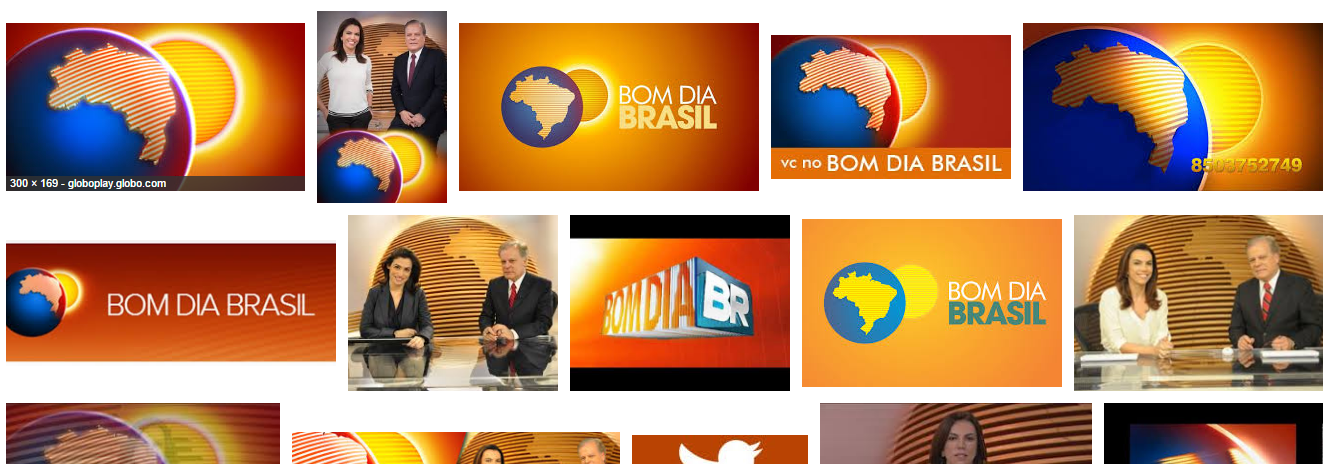 300 × 169 - globoplay.globo.com
BOM DIA
BRASIL
vc no BOM DIA BRASIL
8503752749
BOM DIA BRASIL
BOM DIA BR
BOM DIA
BRASIL